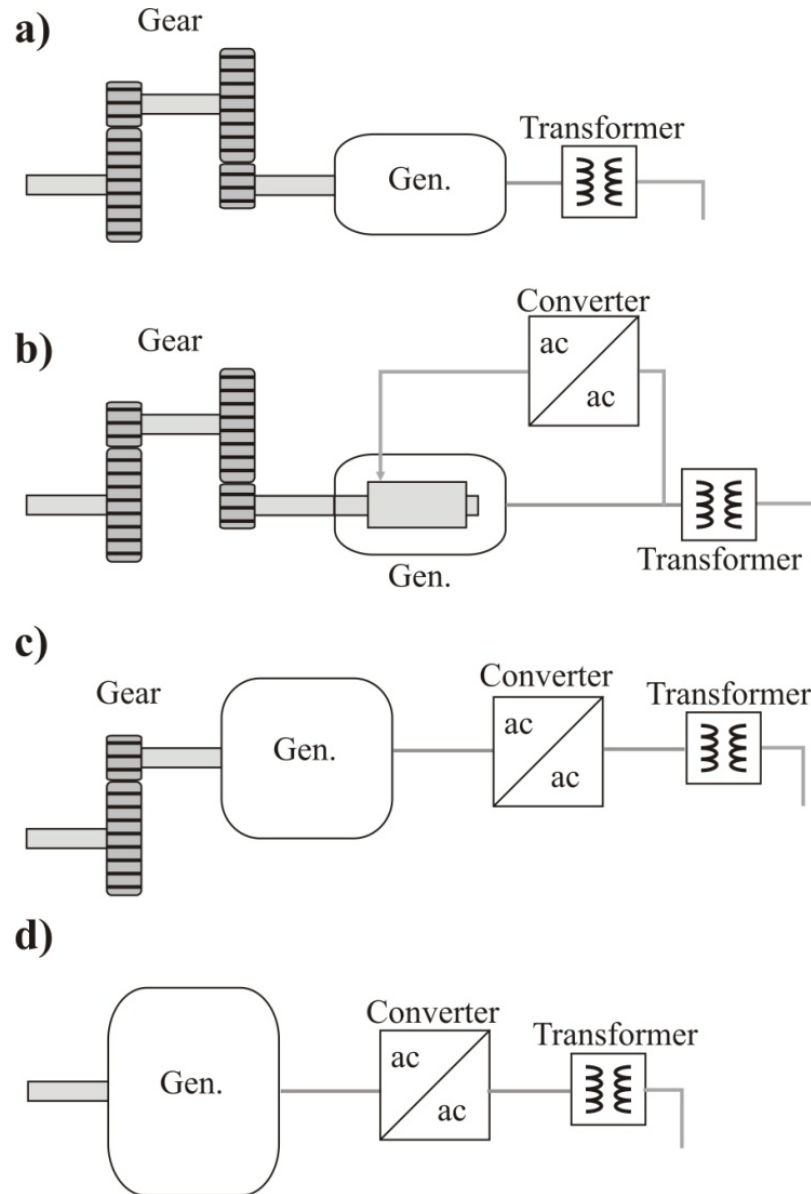 a)
Gear
Gen.
Transformer
b)
Gear
Converter
ac
ac
Gen.
Transformer
c)
Gear
Gen.
Converter
ac
ac
Transformer
d)
Gen.
Converter
ac
ac
Transformer